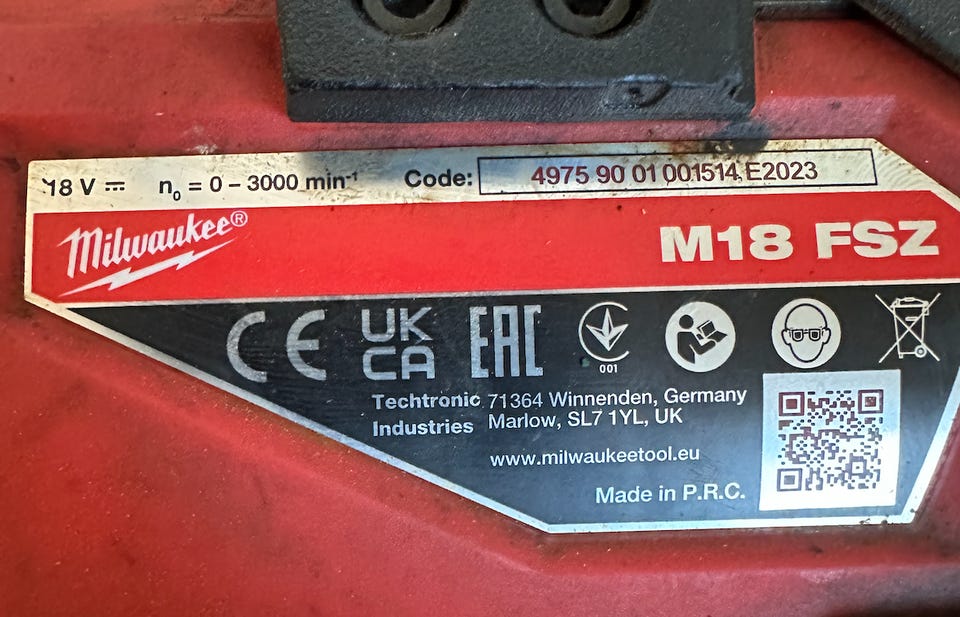 18 V ⎓ n₀ = 0 – 3000 min⁻¹ Code: 4975 90 01 001514 E2023
Milwaukee®
M18 FSZ
CE UK CA EAC
001
Techtronic Industries
71364 Winnenden, Germany
Marlow, SL7 1YL, UK
www.milwaukeetool.eu
Made in P.R.C.